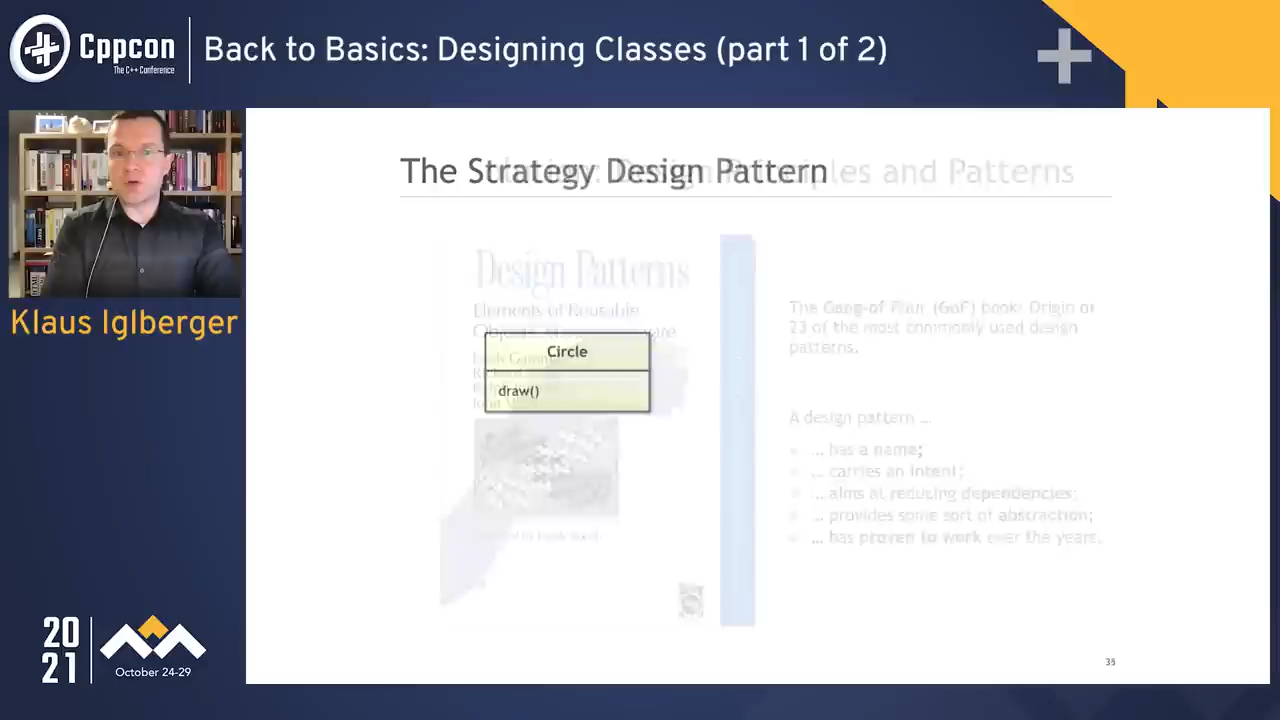 Cppcon
The C++ Conference
Back to Basics: Designing Classes (part 1 of 2)
Klaus Iglberger
20
21
October 24-29
The Strategy Design Pattern
and Patterns
Design Patterns
Elements of Reusable
Circle
draw()
The Gang-of Four (GoF) book: Origin of
23 of the most commonly used design
patterns.
A design pattern ...
... has a name;
... carries an intent;
... aims at reducing dependencies;
... provides some sort of abstraction;
... has proven to work over the years.